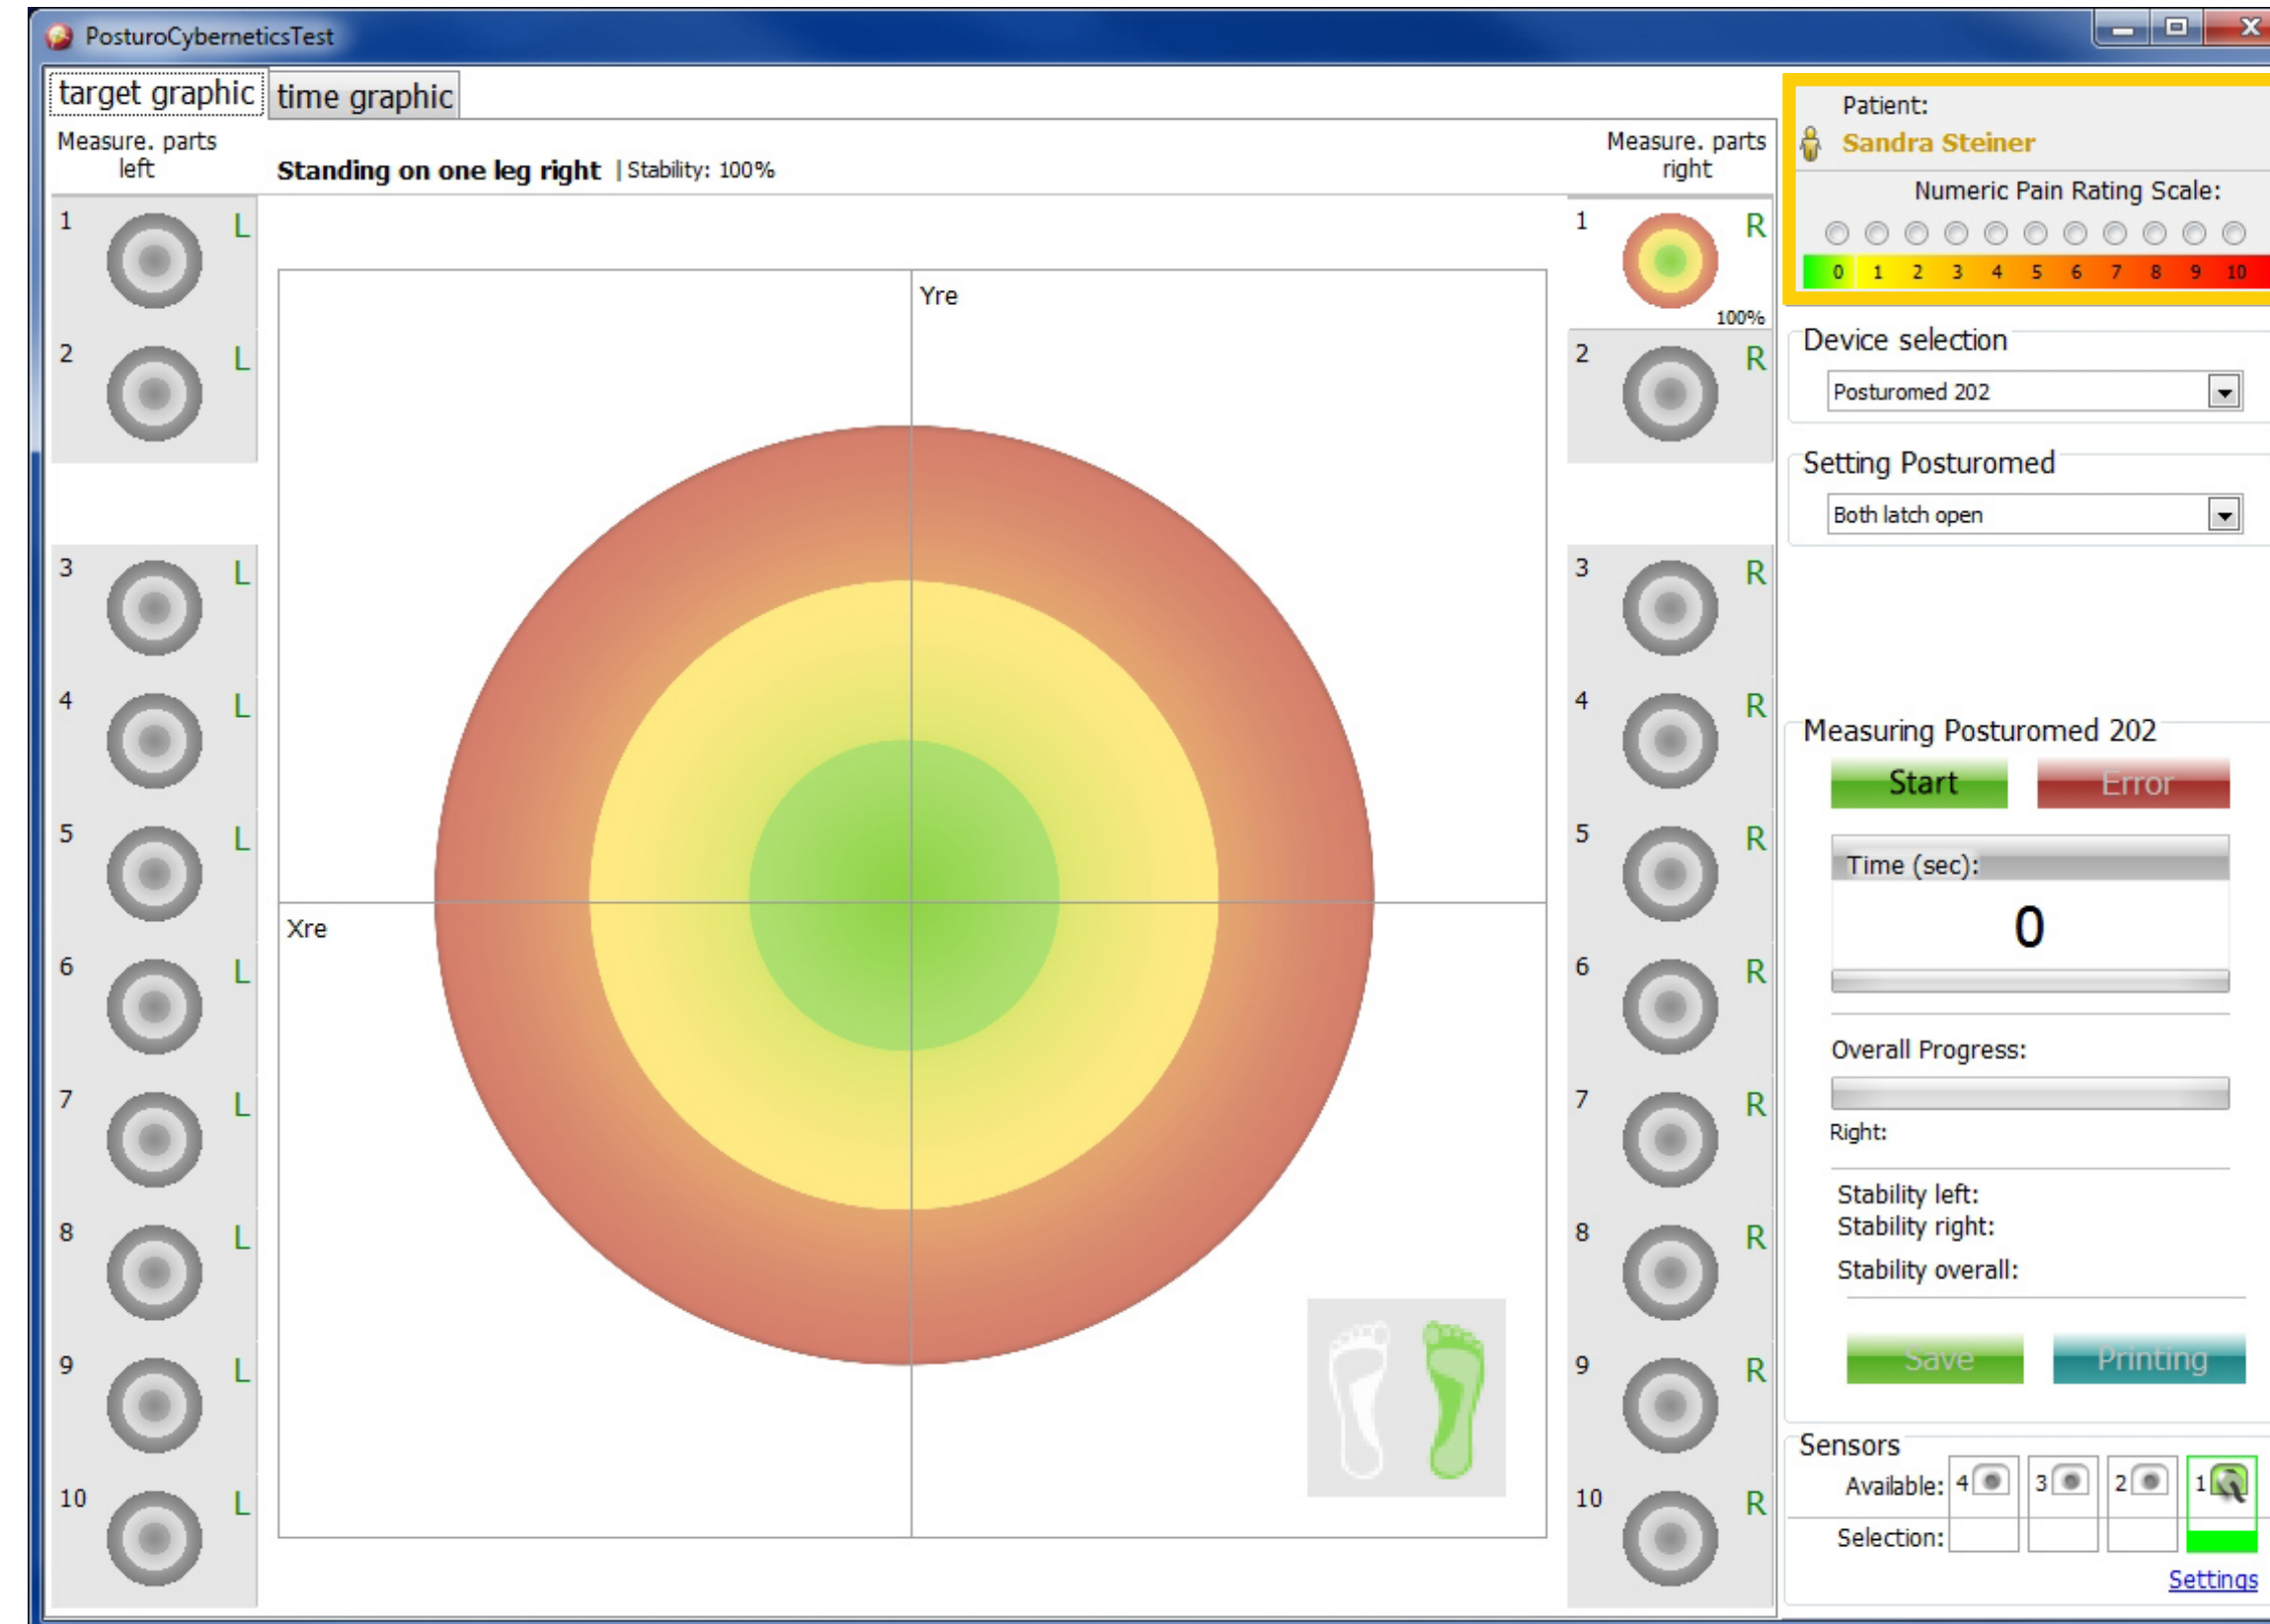 PosturoCyberneticsTest
target graphic
time graphic
Measure. parts
left
Standing on one leg right | Stability: 100%
Measure. parts
right
1 L
2 L
3 L
4 L
5 L
6 L
7 L
8 L
9 L
10 L
Yre
Xre
1 R
100%
2 R
3 R
4 R
5 R
6 R
7 R
8 R
9 R
10 R
Patient:
Sandra Steiner
Numeric Pain Rating Scale:
0 1 2 3 4 5 6 7 8 9 10
Device selection
Posturomed 202
Setting Posturomed
Both latch open
Measuring Posturomed 202
Start Error
Time (sec):
0
Overall Progress:
Right:
Stability left:
Stability right:
Stability overall:
Save Printing
Sensors
Available: 4 3 2 1
Selection:
Settings